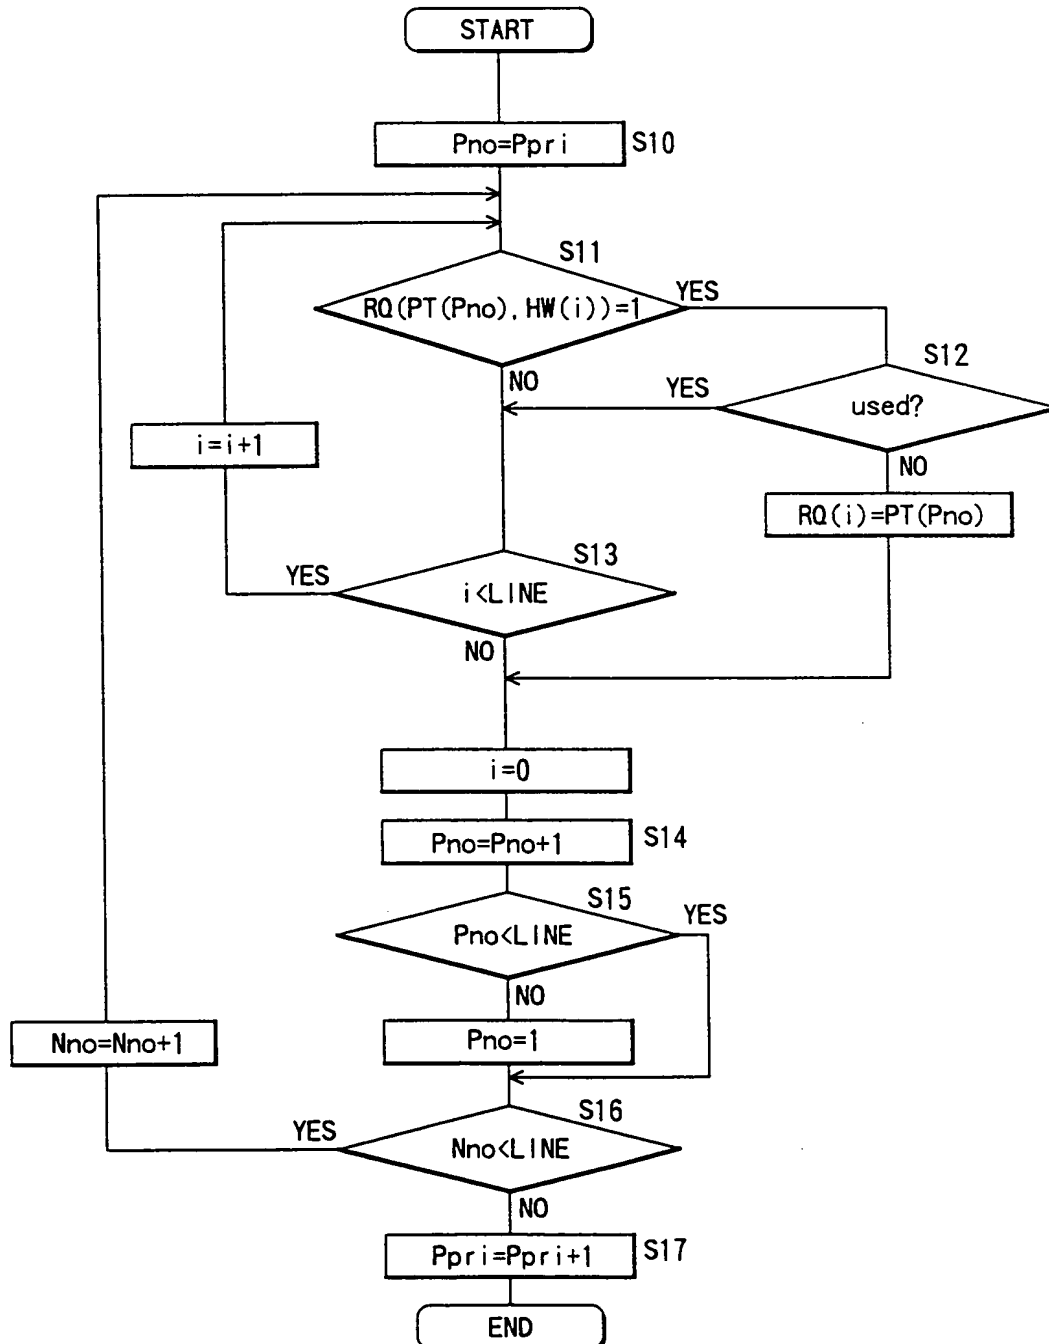 START
Pno=Ppri
S10
S11
RQ(PT(Pno),HW(i))=1
YES
NO
S12
YES
used?
NO
i=i+1
RQ(i)=PT(Pno)
S13
YES
i<LINE
NO
i=0
Pno=Pno+1
S14
S15
YES
Pno<LINE
NO
Nno=Nno+1
Pno=1
S16
YES
Nno<LINE
NO
Ppri=Ppri+1
S17
END